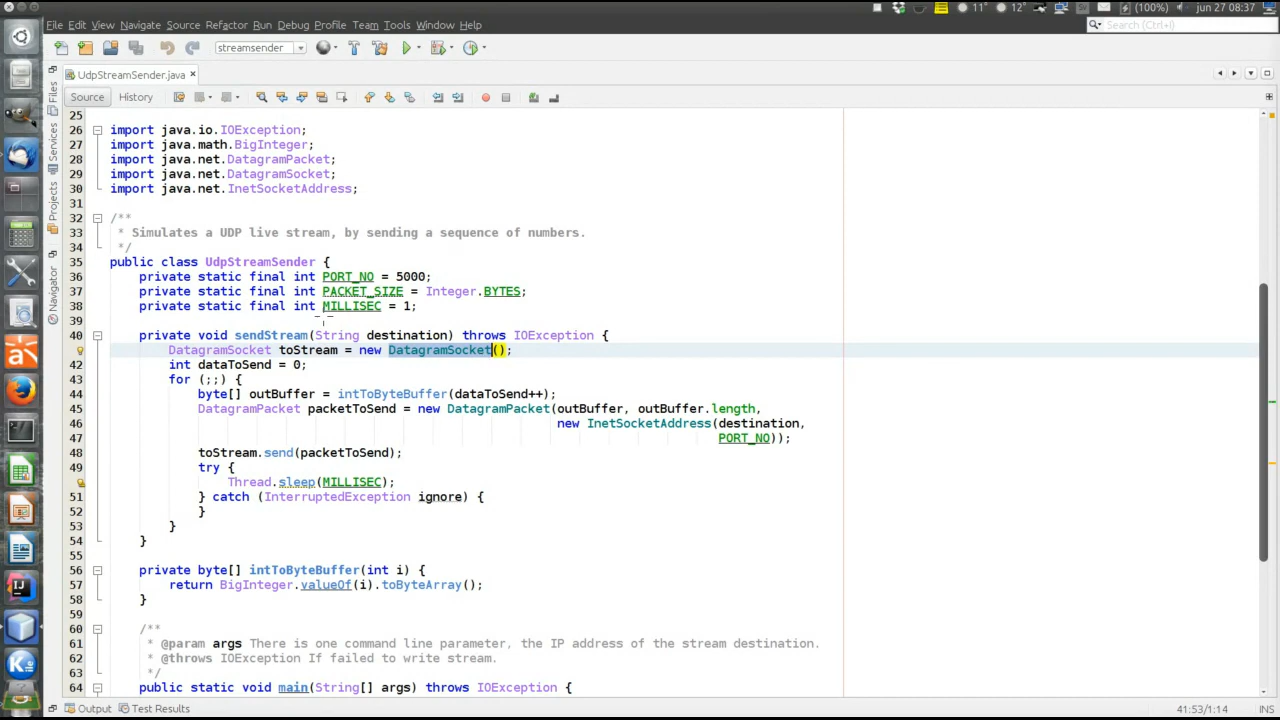 11° 12° (100%) jun 27 08:37
File Edit View Navigate Source Refactor Run Debug Profile Team Tools Window Help
Search (Ctrl+I)
streamsender
UdpStreamSender.java
Source History
Files
Services
Projects
Navigator
25
26 import java.io.IOException;
27 import java.math.BigInteger;
28 import java.net.DatagramPacket;
29 import java.net.DatagramSocket;
30 import java.net.InetSocketAddress;
31
32 /**
33 * Simulates a UDP live stream, by sending a sequence of numbers.
34 */
35 public class UdpStreamSender {
36 private static final int PORT_NO = 5000;
37 private static final int PACKET_SIZE = Integer.BYTES;
38 private static final int MILLISEC = 1;
39
40 private void sendStream(String destination) throws IOException {
DatagramSocket toStream = new DatagramSocket();
42 int dataToSend = 0;
43 for (;;) {
44 byte[] outBuffer = intToByteBuffer(dataToSend++);
45 DatagramPacket packetToSend = new DatagramPacket(outBuffer, outBuffer.length,
46 new InetSocketAddress(destination,
47 PORT_NO));
48 toStream.send(packetToSend);
49 try {
Thread.sleep(MILLISEC);
51 } catch (InterruptedException ignore) {
52 }
53 }
54 }
55
56 private byte[] intToByteBuffer(int i) {
57 return BigInteger.valueOf(i).toByteArray();
58 }
59
60 /**
61 * @param args There is one command line parameter, the IP address of the stream destination.
62 * @throws IOException If failed to write stream.
63 */
64 public static void main(String[] args) throws IOException {
Output Test Results
41:53/1:14 INS